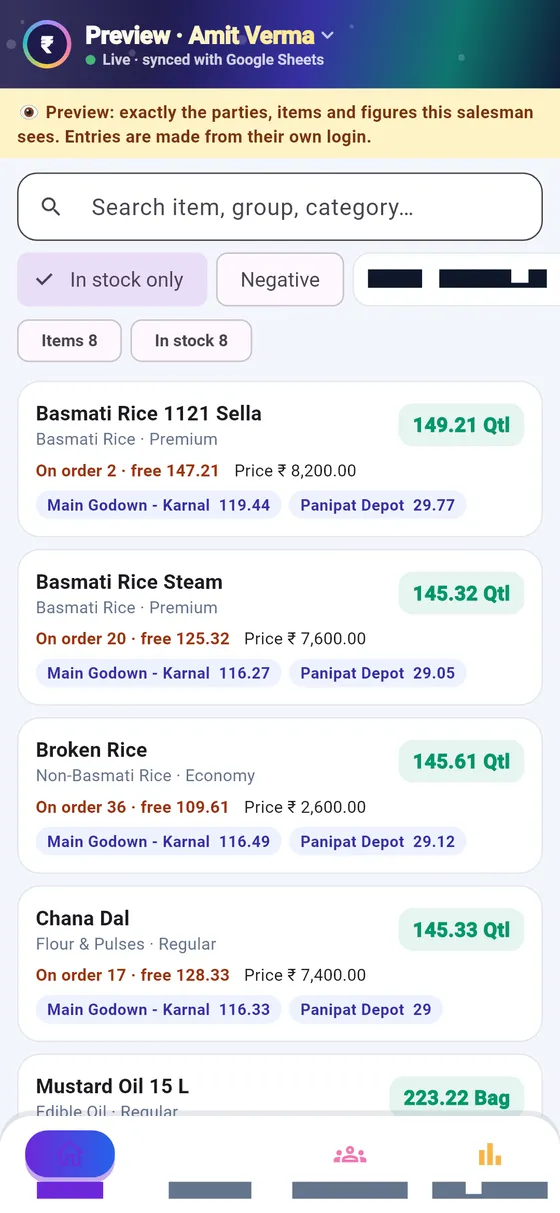 ₹
Preview · Amit Verma
Live · synced with Google Sheets
Preview: exactly the parties, items and figures this salesman
sees. Entries are made from their own login.
Search item, group, category…
In stock only
Negative
Items 8
In stock 8
Basmati Rice 1121 Sella
149.21 Qtl
Basmati Rice · Premium
On order 2 · free 147.21 Price ₹ 8,200.00
Main Godown - Karnal 119.44 Panipat Depot 29.77
Basmati Rice Steam
145.32 Qtl
Basmati Rice · Premium
On order 20 · free 125.32 Price ₹ 7,600.00
Main Godown - Karnal 116.27 Panipat Depot 29.05
Broken Rice
145.61 Qtl
Non-Basmati Rice · Economy
On order 36 · free 109.61 Price ₹ 2,600.00
Main Godown - Karnal 116.49 Panipat Depot 29.12
Chana Dal
145.33 Qtl
Flour & Pulses · Regular
On order 17 · free 128.33 Price ₹ 7,400.00
Main Godown - Karnal 116.33 Panipat Depot 29
Mustard Oil 15 L
223.22 Bag
Edible Oil · Regular